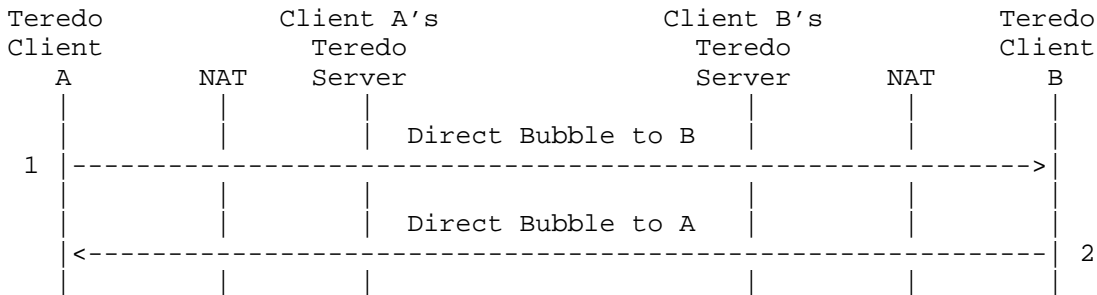 Teredo Client A's Client B's Teredo
Client Teredo Teredo Client
A NAT Server Server NAT B
Direct Bubble to B
1
Direct Bubble to A
2